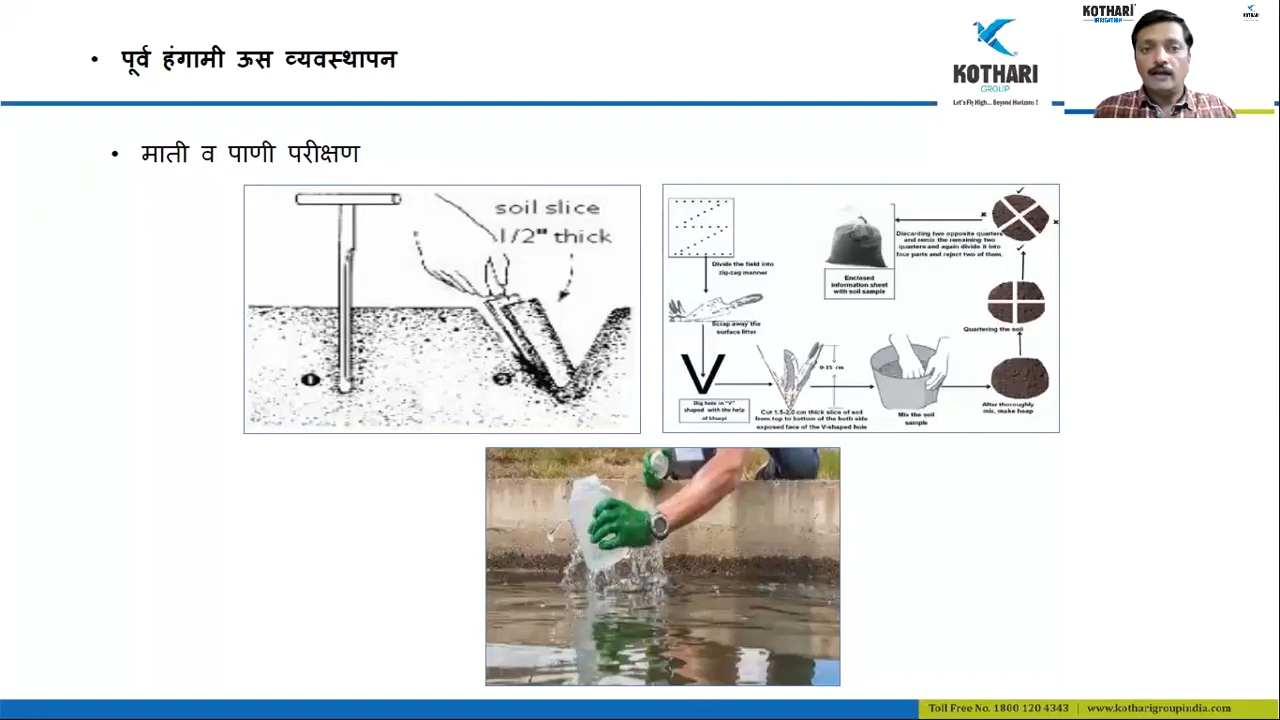 पूर्व हंगामी ऊस व्यवस्थापन
KOTHARI
GROUP
Let's Fly High... Beyond Horizons !
KOTHARI
IRRIGATION
माती व पाणी परीक्षण
soil slice
1/2" thick
1
2
Divide the field into
zip-zag manner
Scrap away the
surface litter
Dig hole in "V"
shaped with the help
of khurpi
0-15 cm
Cut 1.5-2.0 cm thick slice of soil
from top to bottom of the both side
exposed face of the V-shaped hole
Mix the soil
sample
After thoroughly
mix, make heap
Quartering the soil
Discarding two opposite quarters
and remix the remaining two
quarters and again divide it into
four parts and reject two of them.
Enclosed
information sheet
with soil sample
Toll Free No. 1800 120 4343 | www.kotharigroupindia.com